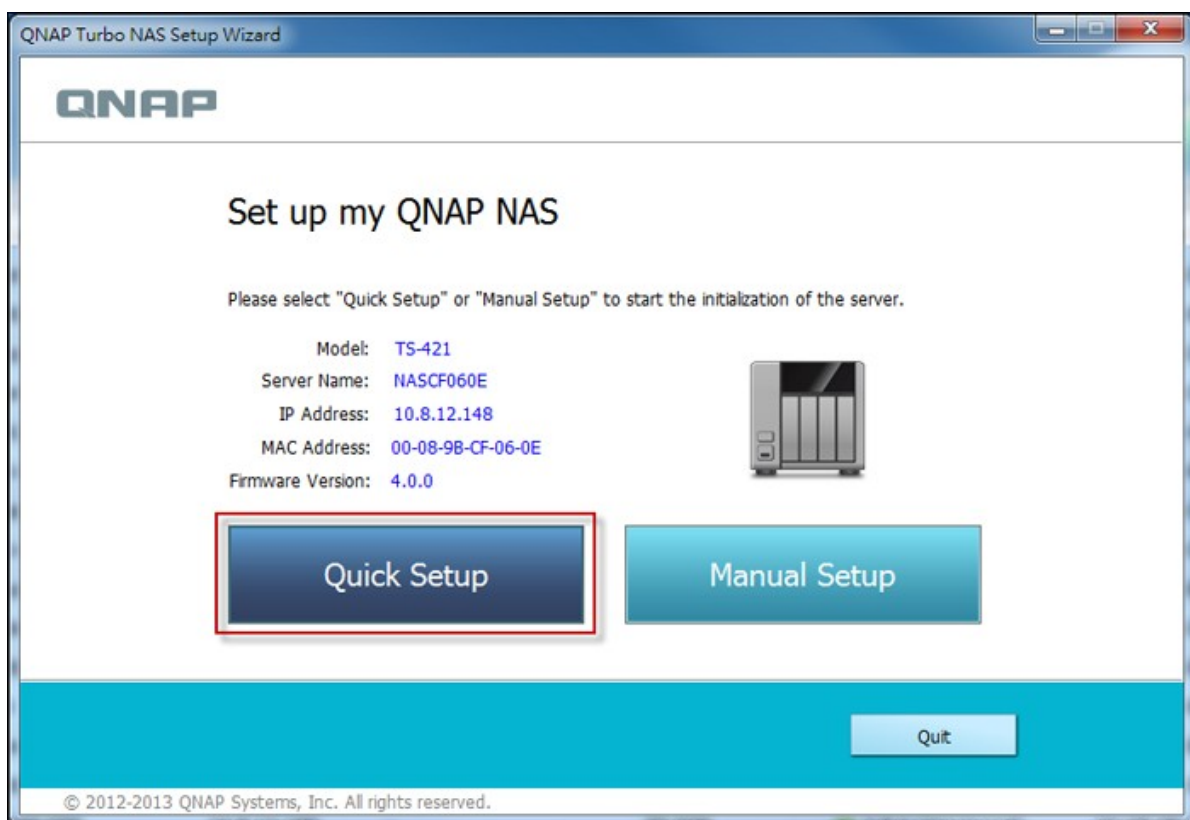 QNAP Turbo NAS Setup Wizard
QNAP
Set up my QNAP NAS
Please select "Quick Setup" or "Manual Setup" to start the initialization of the server.
Model: TS-421
Server Name: NASCF060E
IP Address: 10.8.12.148
MAC Address: 00-08-9B-CF-06-0E
Firmware Version: 4.0.0
Quick Setup
Manual Setup
Quit
© 2012-2013 QNAP Systems, Inc. All rights reserved.